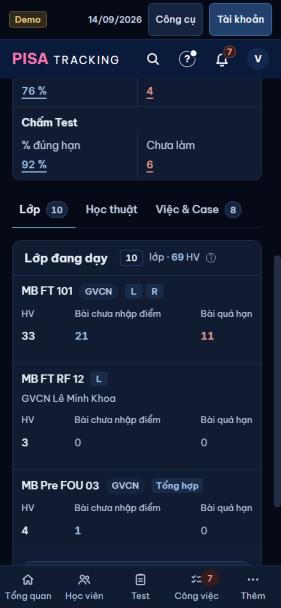 Demo 14/09/2026 Công cụ Tài khoản
PISA TRACKING ? 7 V
76 % 4
Chấm Test
% đúng hạn Chưa làm
92 % 6
Lớp 10 Học thuật Việc & Case 8
Lớp đang dạy 10 lớp · 69 HV ⓘ
MB FT 101 GVCN L R
HV Bài chưa nhập điểm Bài quá hạn
33 21 11
MB FT RF 12 L
GVCN Lê Minh Khoa
HV Bài chưa nhập điểm Bài quá hạn
3 0 0
MB Pre FOU 03 GVCN Tổng hợp
HV Bài chưa nhập điểm Bài quá hạn
4 1 0
7
Tổng quan Học viên Test Công việc Thêm